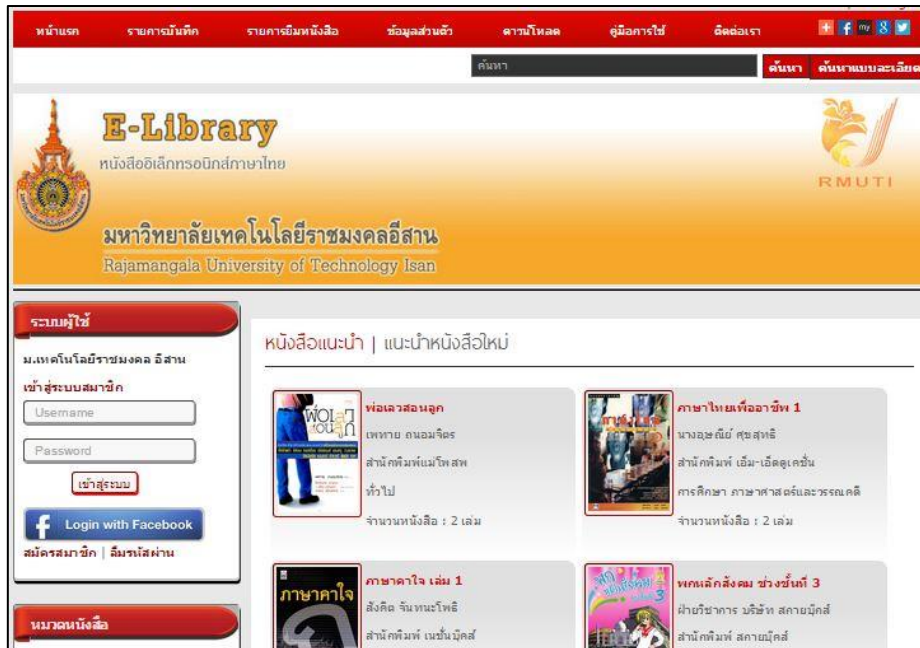 หน้าแรก รายการบันทึก รายการยืมหนังสือ ข้อมูลส่วนตัว ดาวน์โหลด คู่มือการใช้ ติดต่อเรา
ค้นหา ค้นหา ค้นหาแบบละเอียด
E-Library
หนังสืออิเล็กทรอนิกส์ภาษาไทย
RMUTI
มหาวิทยาลัยเทคโนโลยีราชมงคลอีสาน
Rajamangala University of Technology Isan
ระบบผู้ใช้
ม.เทคโนโลยีราชมงคล อีสาน
เข้าสู่ระบบสมาชิก
Username
Password
เข้าสู่ระบบ
Login with Facebook
สมัครสมาชิก | ลืมรหัสผ่าน
หมวดหนังสือ
หนังสือแนะนำ | แนะนำหนังสือใหม่
พ่อเลวสอนลูก
เพทาย ถนอมจิตร
สำนักพิมพ์แม่โพสพ
ทั่วไป
จำนวนหนังสือ : 2 เล่ม
ภาษาไทยเพื่ออาชีพ 1
นางอุษณีย์ ศุขสุทธิ
สำนักพิมพ์ เอ็ม-เอ็ดดูเคชั่น
การศึกษา ภาษาศาสตร์และวรรณคดี
จำนวนหนังสือ : 2 เล่ม
ภาษาคาใจ
ภาษาคาใจ เล่ม 1
สังคีต จันทนะโพธิ
สำนักพิมพ์ เนชั่นบุ๊คส์
พกหลักสังคม ช่วงชั้นที่ 3
ฝ่ายวิชาการ บริษัท สกายบุ๊กส์
สำนักพิมพ์ สกายบุ๊คส์